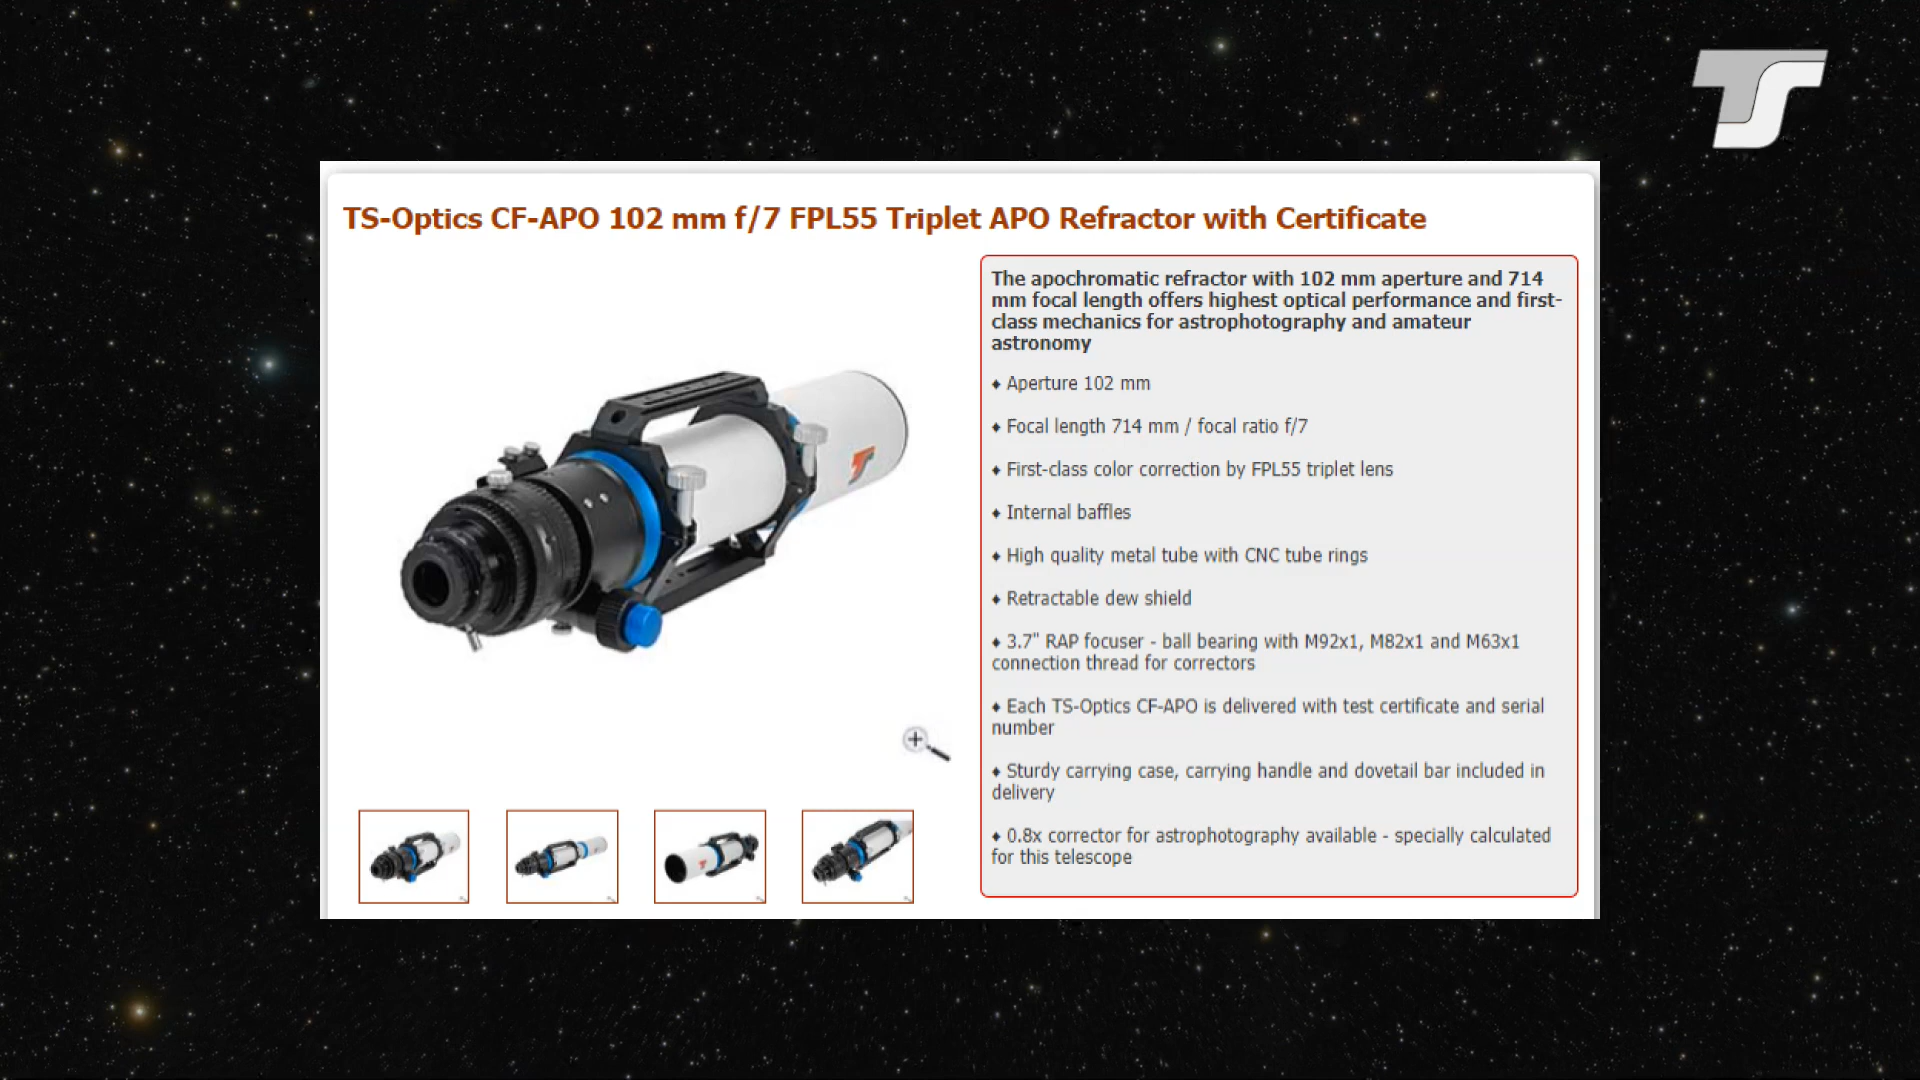 TS
TS-Optics CF-APO 102 mm f/7 FPL55 Triplet APO Refractor with Certificate
The apochromatic refractor with 102 mm aperture and 714
mm focal length offers highest optical performance and first-
class mechanics for astrophotography and amateur
astronomy
♦ Aperture 102 mm
♦ Focal length 714 mm / focal ratio f/7
♦ First-class color correction by FPL55 triplet lens
♦ Internal baffles
♦ High quality metal tube with CNC tube rings
♦ Retractable dew shield
♦ 3.7" RAP focuser - ball bearing with M92x1, M82x1 and M63x1
connection thread for correctors
♦ Each TS-Optics CF-APO is delivered with test certificate and serial
number
♦ Sturdy carrying case, carrying handle and dovetail bar included in
delivery
♦ 0.8x corrector for astrophotography available - specially calculated
for this telescope